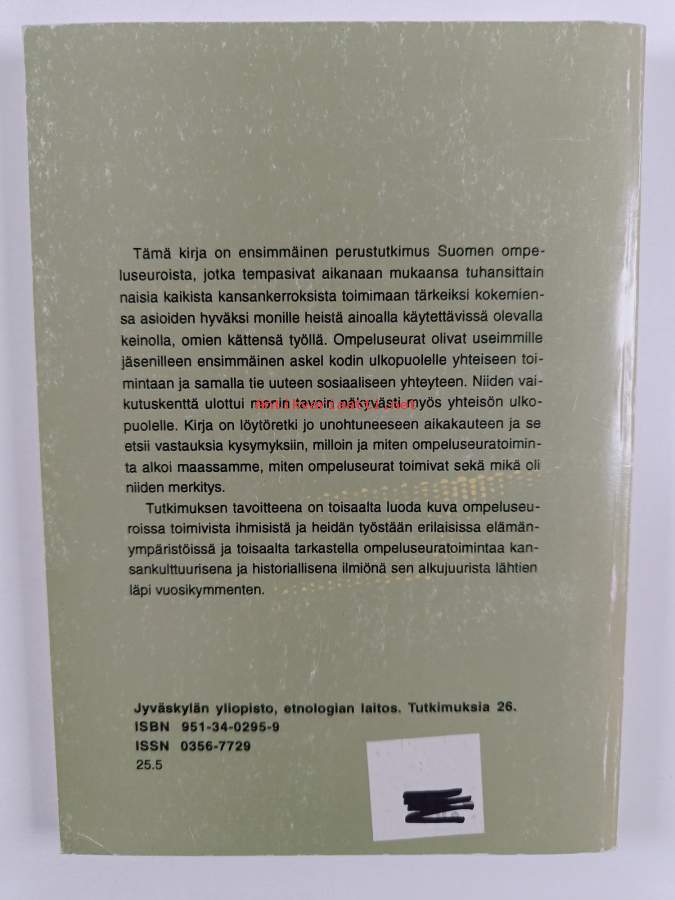 Tämä kirja on ensimmäinen perustutkimus Suomen ompe-
luseuroista, jotka tempasivat aikanaan mukaansa tuhansittain
naisia kaikista kansankerroksista toimimaan tärkeiksi kokemien-
sa asioiden hyväksi monille heistä ainoalla käytettävissä olevalla
keinolla, omien kättensä työllä. Ompeluseurat olivat useimmille
jäsenilleen ensimmäinen askel kodin ulkopuolelle yhteiseen toi-
mintaan ja samalla tie uuteen sosiaaliseen yhteyteen. Niiden vai-
kutuskenttä ulottui monin tavoin näkyvästi myös yhteisön ulko-
puolelle. Kirja on löytöretki jo unohtuneeseen aikakauteen ja se
etsii vastauksia kysymyksiin, milloin ja miten ompeluseuratoimin-
ta alkoi maassamme, miten ompeluseurat toimivat sekä mikä oli
niiden merkitys.
Tutkimuksen tavoitteena on toisaalta luoda kuva ompeluseu-
roissa toimivista ihmisistä ja heidän työstään erilaisissa elämän-
ympäristöissä ja toisaalta tarkastella ompeluseuratoimintaa kan-
sankulttuurisena ja historiallisena ilmiönä sen alkujuurista lähtien
läpi vuosikymmenten.
Jyväskylän yliopisto, etnologian laitos. Tutkimuksia 26.
ISBN 951-34-0295-9
ISSN 0356-7729
25.5